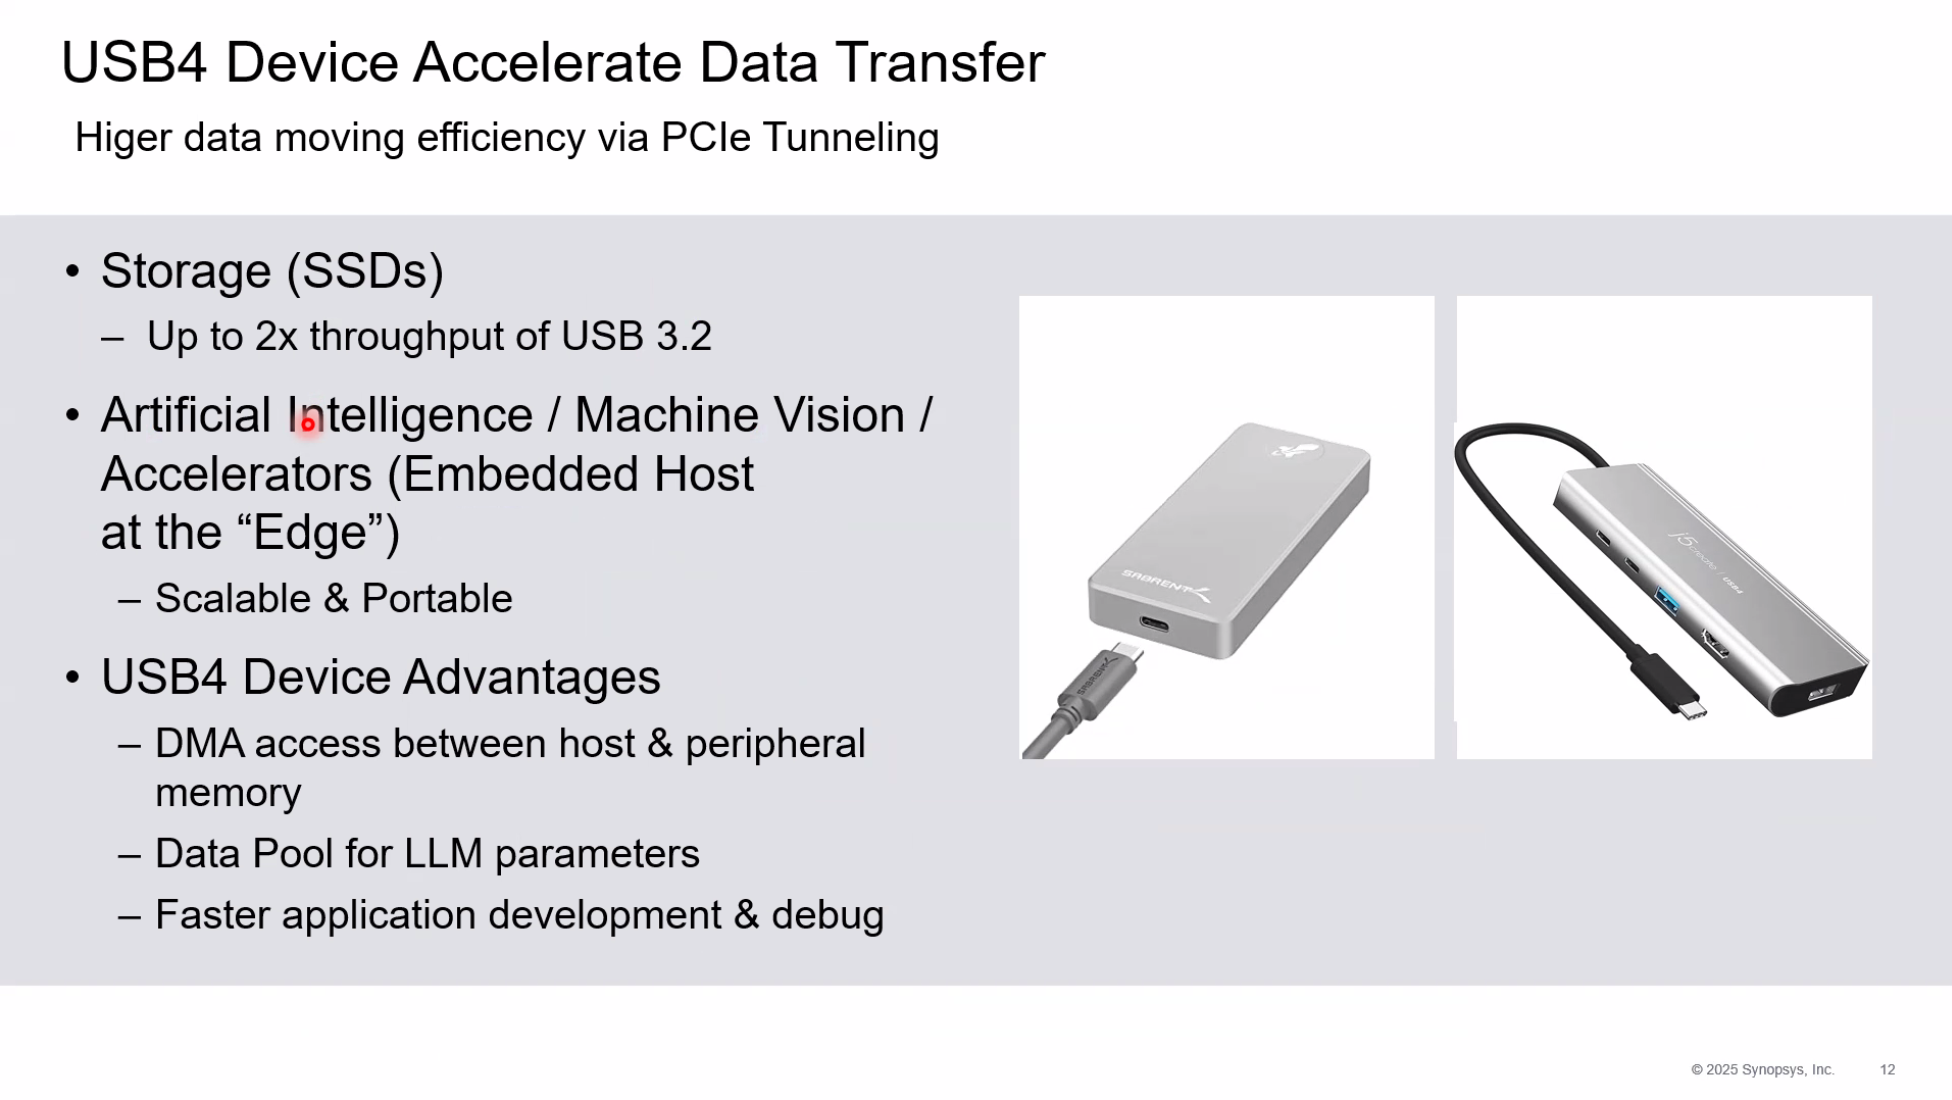 USB4 Device Accelerate Data Transfer
Higer data moving efficiency via PCIe Tunneling
• Storage (SSDs)
– Up to 2x throughput of USB 3.2
• Artificial Intelligence / Machine Vision /
Accelerators (Embedded Host
at the “Edge”)
– Scalable & Portable
• USB4 Device Advantages
– DMA access between host & peripheral
memory
– Data Pool for LLM parameters
– Faster application development & debug
SABRENT
SABRENT
j5create / USB4
© 2025 Synopsys, Inc.
12